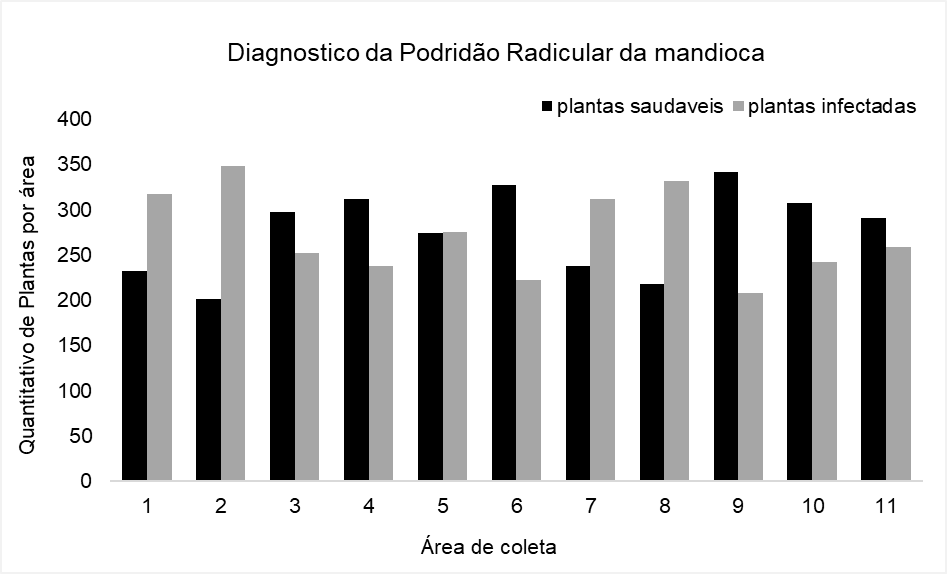 Diagnostico da Podridão Radicular da mandioca
plantas saudaveis
plantas infectadas
Quantitativo de Plantas por área
400
350
300
250
200
150
100
50
0
1 2 3 4 5 6 7 8 9 10 11
Área de coleta